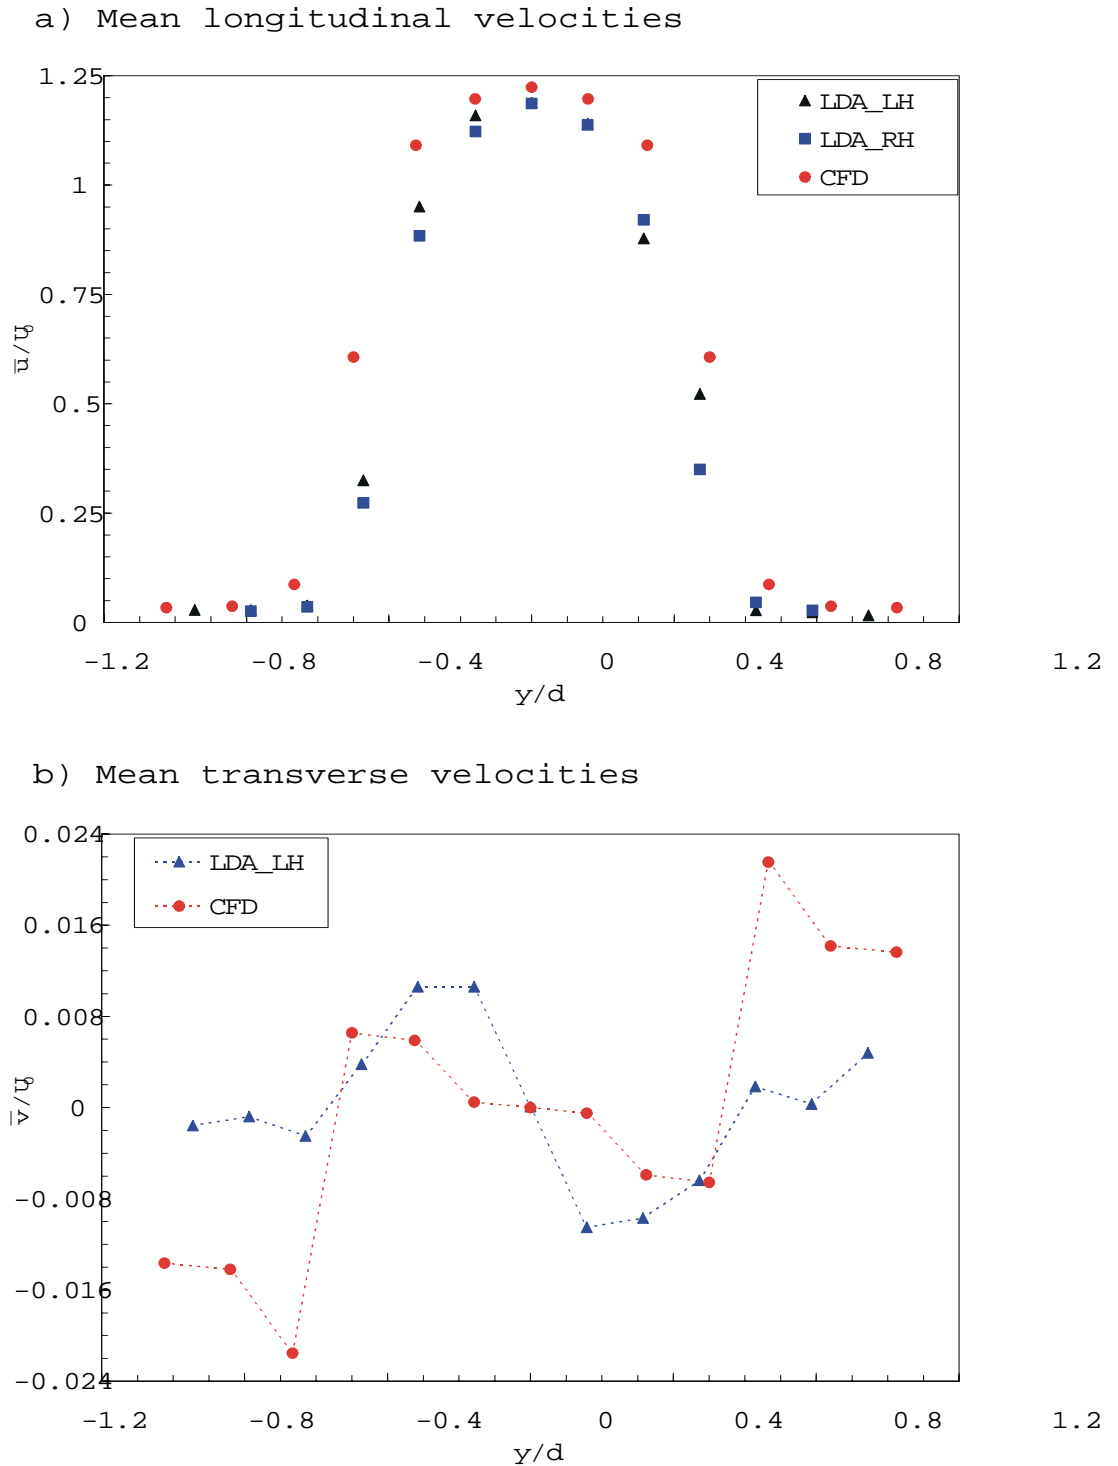 a) Mean longitudinal velocities
1.25
1
0.75
0.5
0.25
0
u̅/U₀
LDA_LH
LDA_RH
CFD
-1.2 -0.8 -0.4 0 0.4 0.8 1.2
y/d
b) Mean transverse velocities
0.024
0.016
0.008
0
-0.008
-0.016
-0.024
v̅/U₀
LDA_LH
CFD
-1.2 -0.8 -0.4 0 0.4 0.8 1.2
y/d